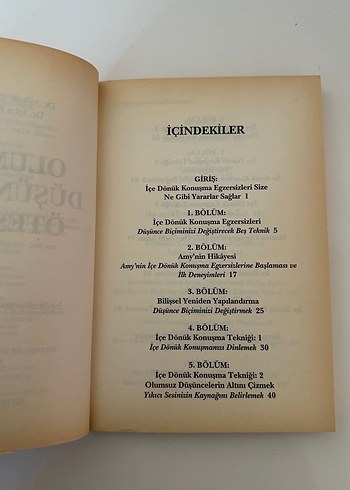 İÇİNDEKİLER
GİRİŞ:
İçe Dönük Konuşma Egzersizleri Size
Ne Gibi Yararlar Sağlar 1
1. BÖLÜM:
İçe Dönük Konuşma Egzersizleri
Düşünce Biçiminizi Değiştirecek Beş Teknik 5
2. BÖLÜM:
Amy'nin Hikâyesi
Amy'nin İçe Dönük Konuşma Egzersizlerine Başlaması ve
İlk Deneyimleri 17
3. BÖLÜM:
Bilişsel Yeniden Yapılandırma
Düşünce Biçiminizi Değiştirmek 25
4. BÖLÜM:
İçe Dönük Konuşma Tekniği: 1
İçe Dönük Konuşmanızı Dinlemek 30
5. BÖLÜM:
İçe Dönük Konuşma Tekniği: 2
Olumsuz Düşüncelerin Altını Çizmek
Yıkıcı Sesinizin Kaynağını Belirlemek 40